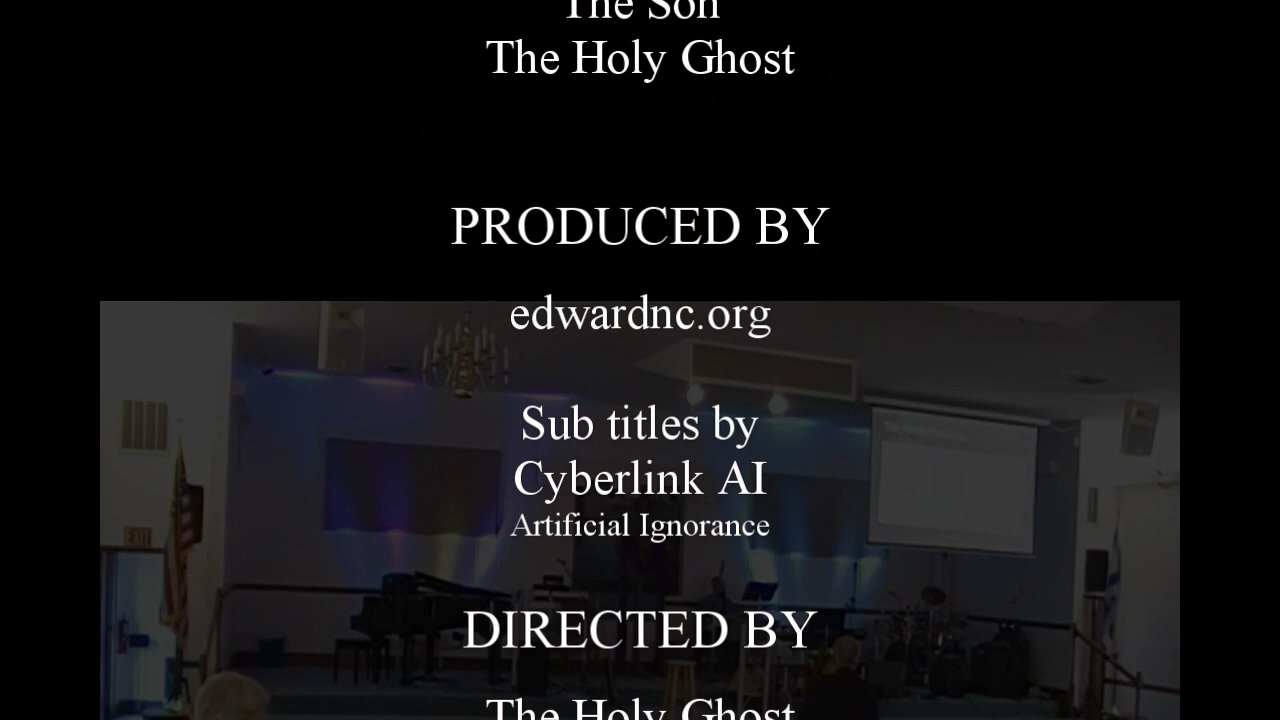 The Son
The Holy Ghost
PRODUCED BY
edwardnc.org
Sub titles by
Cyberlink AI
Artificial Ignorance
EXIT
DIRECTED BY
The Holy Ghost